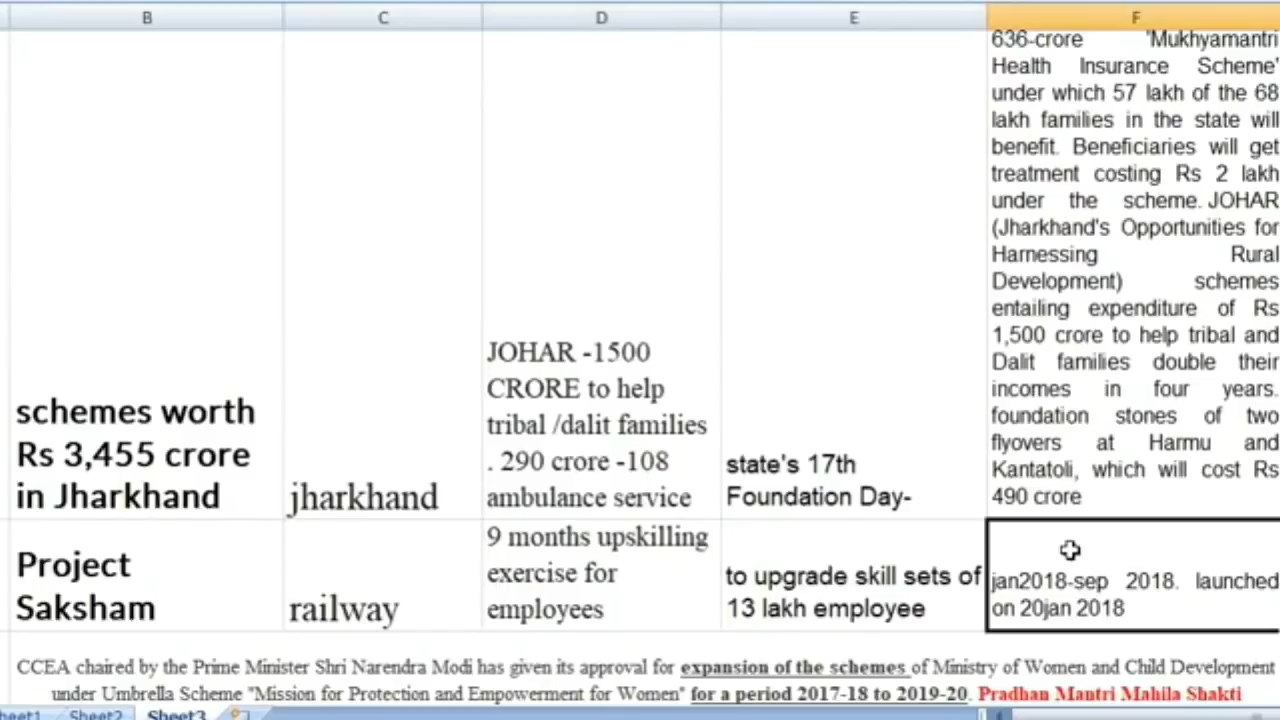 B C D E F
636-crore 'Mukhyamantri
Health Insurance Scheme'
under which 57 lakh of the 68
lakh families in the state will
benefit. Beneficiaries will get
treatment costing Rs 2 lakh
under the scheme. JOHAR
(Jharkhand's Opportunities for
Harnessing Rural
Development) schemes
entailing expenditure of Rs
1,500 crore to help tribal and
Dalit families double their
incomes in four years.
foundation stones of two
flyovers at Harmu and
Kantatoli, which will cost Rs
490 crore
schemes worth
Rs 3,455 crore
in Jharkhand
jharkhand
JOHAR -1500
CRORE to help
tribal /dalit families
. 290 crore -108
ambulance service
state's 17th
Foundation Day-
Project
Saksham
railway
9 months upskilling
exercise for
employees
to upgrade skill sets of
13 lakh employee
jan2018-sep 2018. launched
on 20jan 2018
CCEA chaired by the Prime Minister Shri Narendra Modi has given its approval for expansion of the schemes of Ministry of Women and Child Development
under Umbrella Scheme "Mission for Protection and Empowerment for Women" for a period 2017-18 to 2019-20. Pradhan Mantri Mahila Shakti
Sheet2 Sheet3